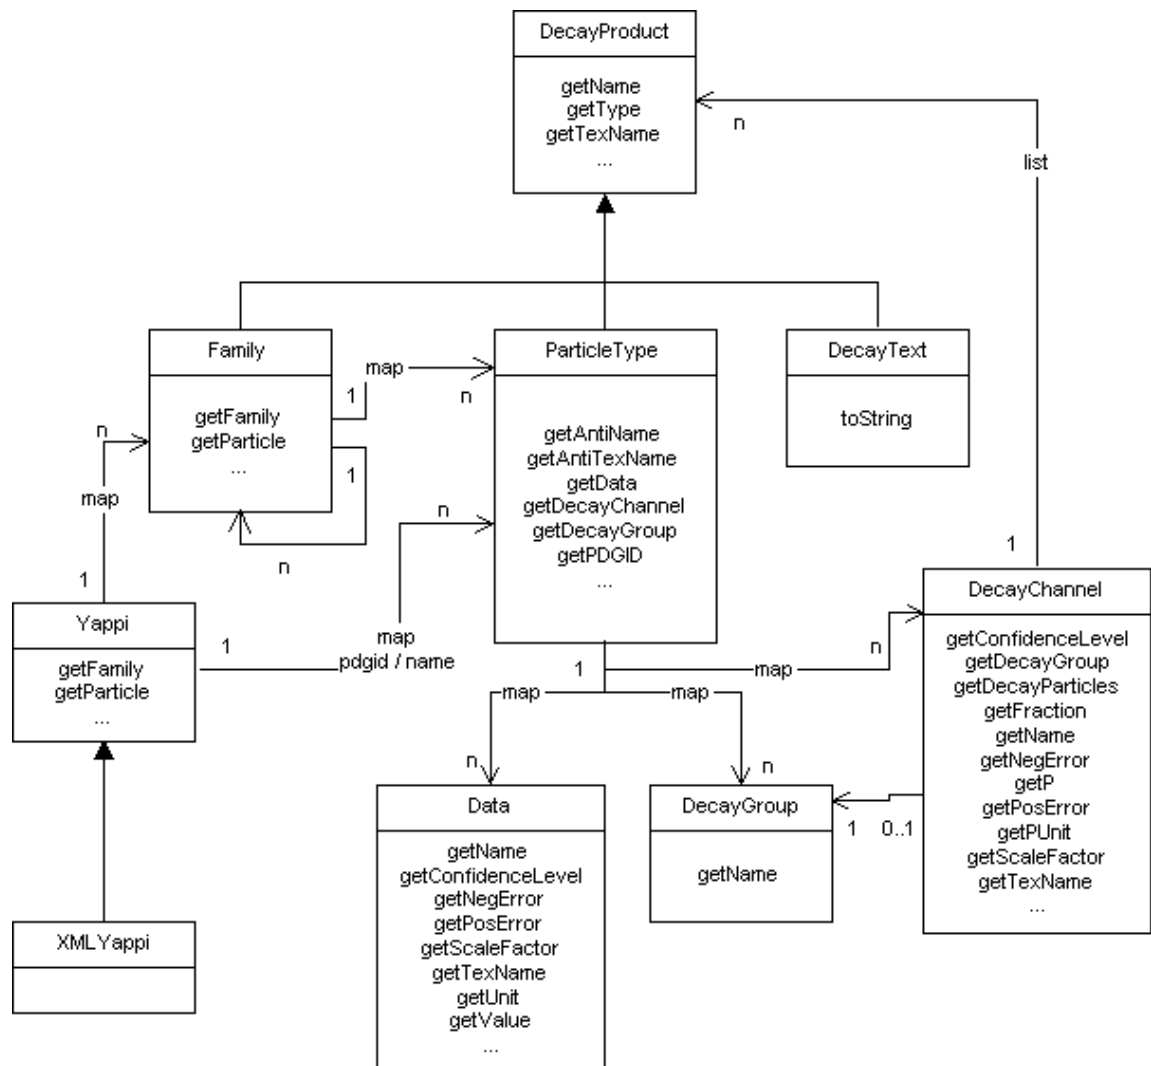 DecayProduct
getName
getType
getTexName
...
n
list
1
Family
getFamily
getParticle
...
1
map
n
1
n
ParticleType
getAntiName
getAntiTexName
getData
getDecayChannel
getDecayGroup
getPDGID
...
DecayText
toString
n
map
1
Yappi
getFamily
getParticle
...
1
map
pdgid / name
n
1
map
n
map
n
map
n
DecayChannel
getConfidenceLevel
getDecayGroup
getDecayParticles
getFraction
getName
getNegError
getP
getPosError
getPUnit
getScaleFactor
getTexName
...
Data
getName
getConfidenceLevel
getNegError
getPosError
getScaleFactor
getTexName
getUnit
getValue
...
DecayGroup
getName
1 0..1
XMLYappi